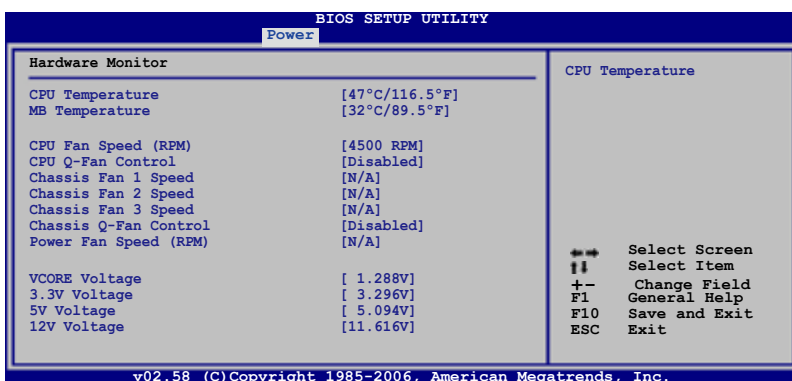 BIOS SETUP UTILITY
Power
Hardware Monitor
CPU Temperature [47°C/116.5°F]
MB Temperature [32°C/89.5°F]
CPU Fan Speed (RPM) [4500 RPM]
CPU Q-Fan Control [Disabled]
Chassis Fan 1 Speed [N/A]
Chassis Fan 2 Speed [N/A]
Chassis Fan 3 Speed [N/A]
Chassis Q-Fan Control [Disabled]
Power Fan Speed (RPM) [N/A]
VCORE Voltage [ 1.288V]
3.3V Voltage [ 3.296V]
5V Voltage [ 5.094V]
12V Voltage [11.616V]
CPU Temperature
←→ Select Screen
↑↓ Select Item
+- Change Field
F1 General Help
F10 Save and Exit
ESC Exit
v02.58 (C)Copyright 1985-2006, American Megatrends, Inc.